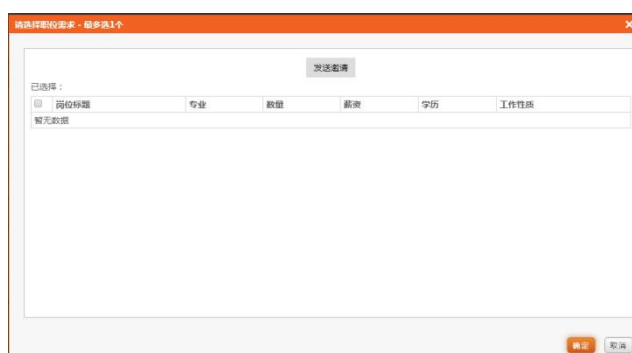 请选择职位需求 - 最多选1个
发送邀请
已选择：
岗位标题 专业 数量 薪资 学历 工作性质
暂无数据
确定 取消